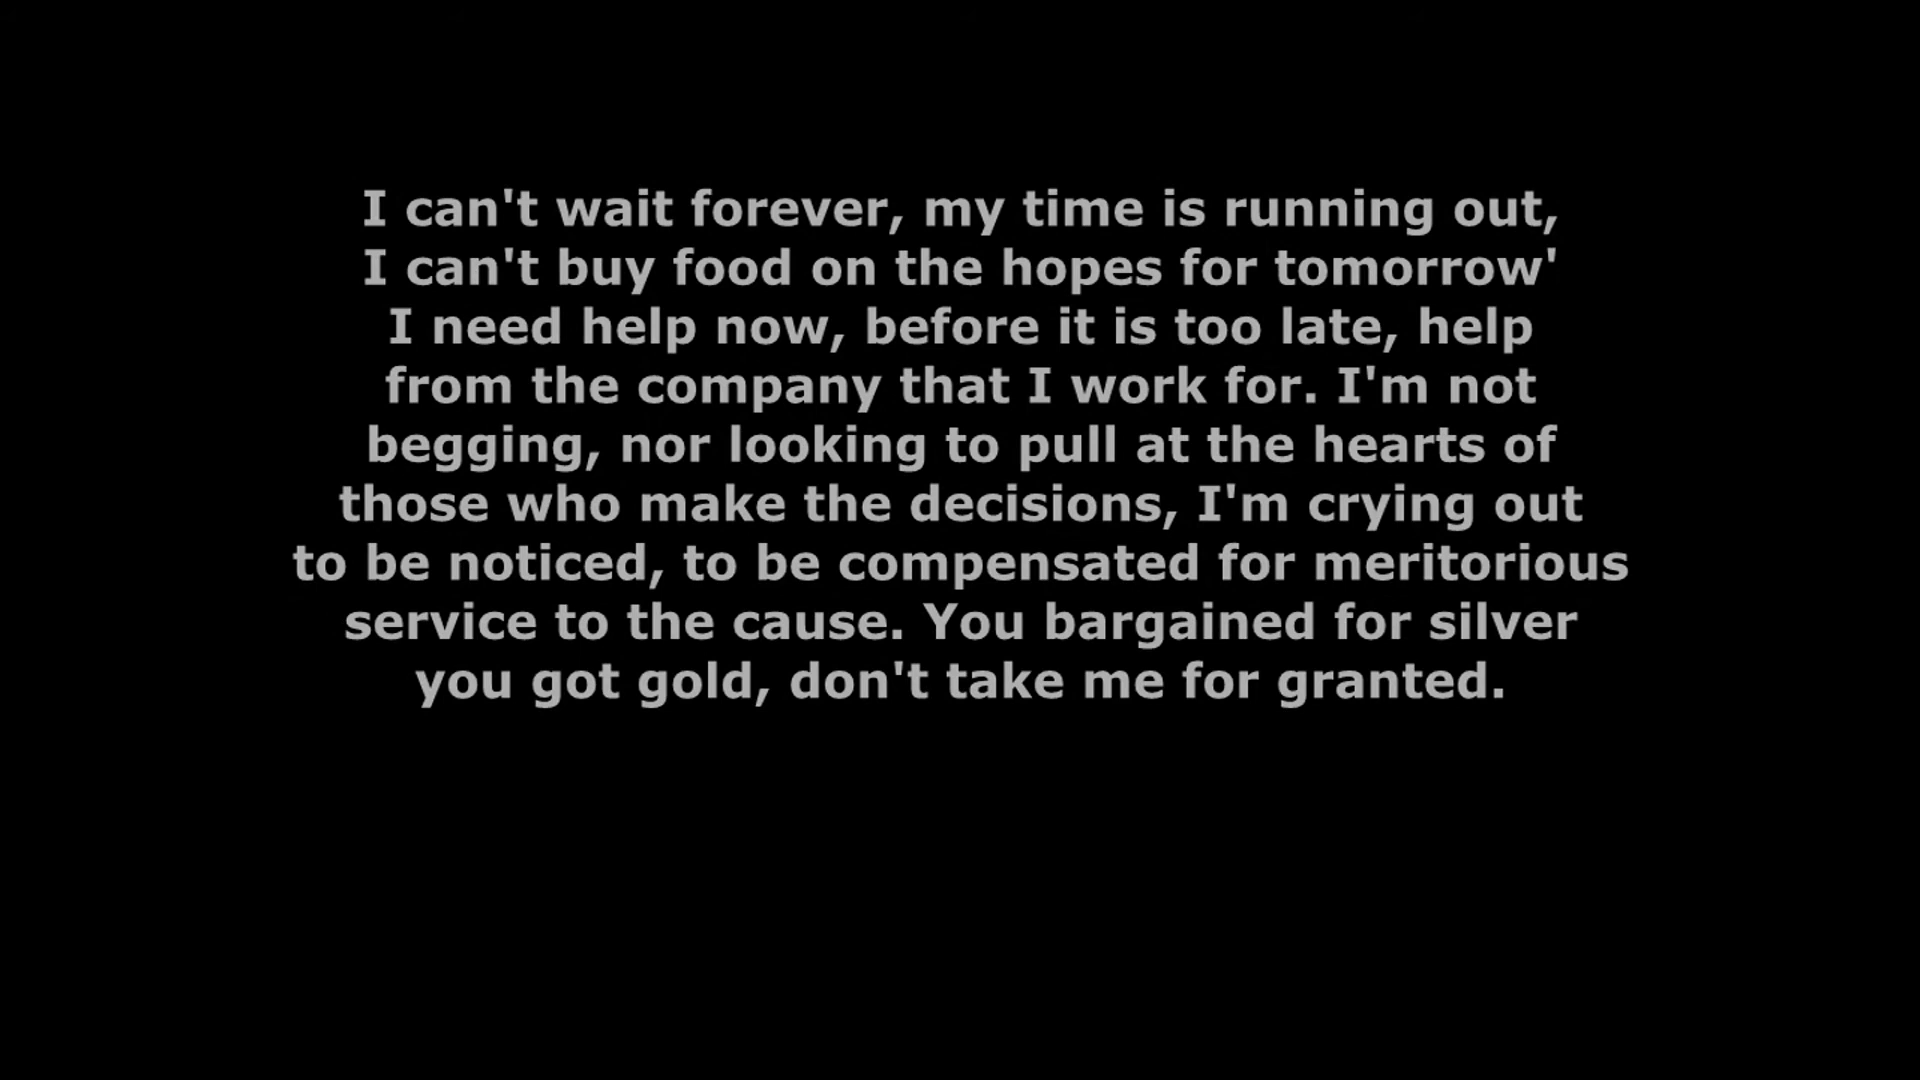 I can't wait forever, my time is running out,
I can't buy food on the hopes for tomorrow'
I need help now, before it is too late, help
from the company that I work for. I'm not
begging, nor looking to pull at the hearts of
those who make the decisions, I'm crying out
to be noticed, to be compensated for meritorious
service to the cause. You bargained for silver
you got gold, don't take me for granted.